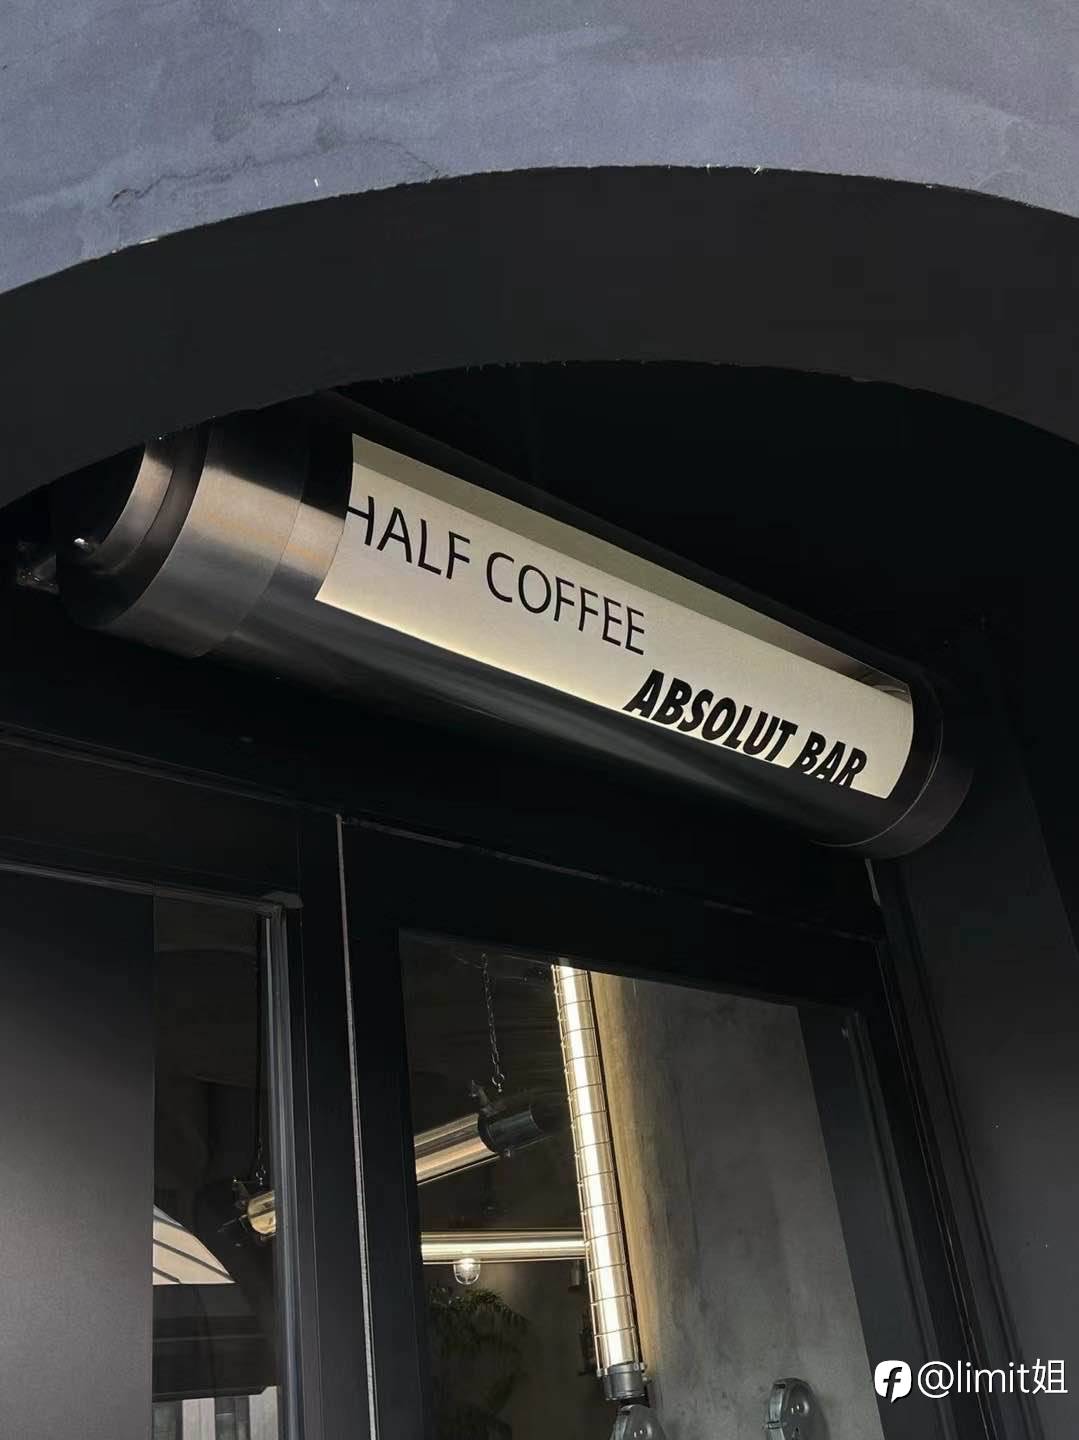 HALF COFFEE
ABSOLUT BAR
@limit姐